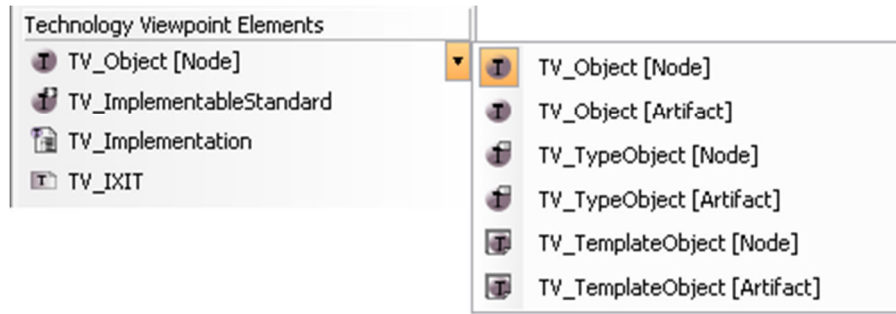 Technology Viewpoint Elements
TV_Object [Node]
TV_ImplementableStandard
TV_Implementation
TV_IXIT
TV_Object [Node]
TV_Object [Artifact]
TV_TypeObject [Node]
TV_TypeObject [Artifact]
TV_TemplateObject [Node]
TV_TemplateObject [Artifact]